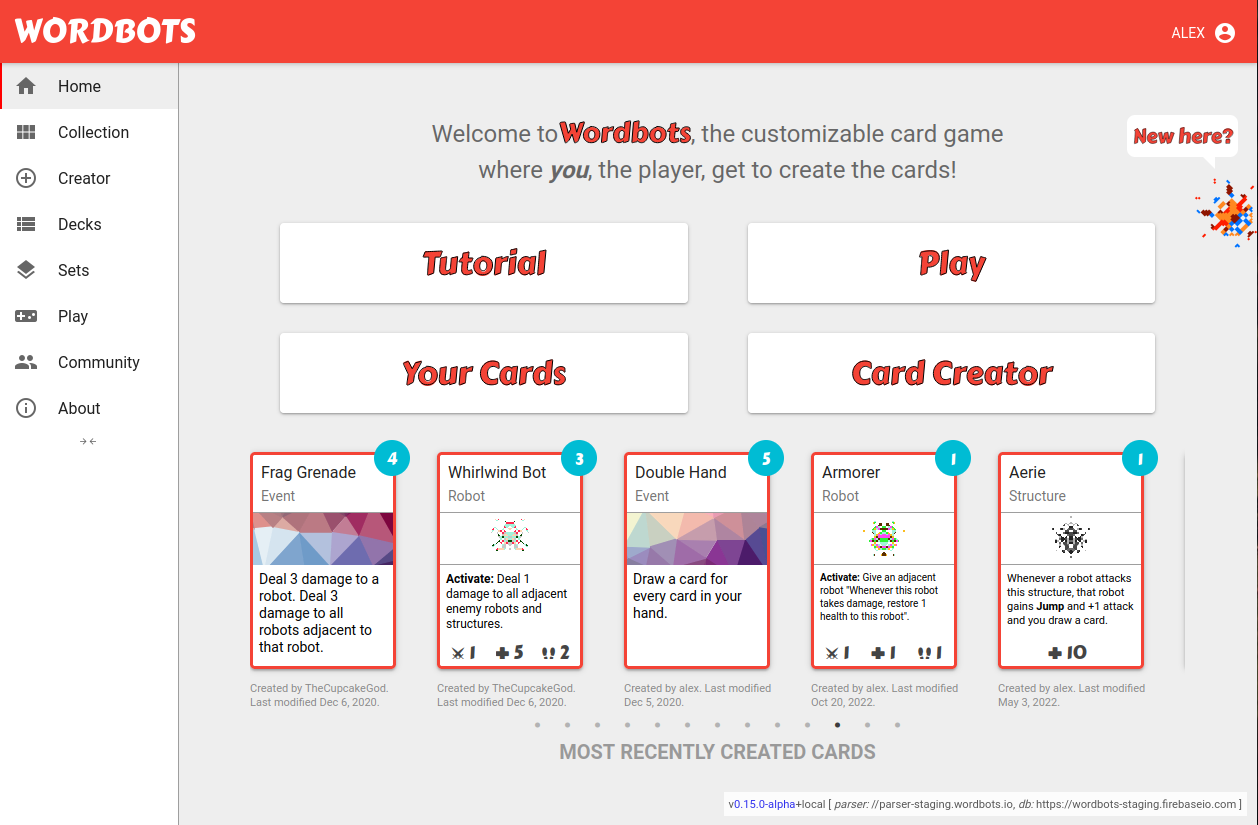 WORDBOTS
ALEX
Home
Collection
Creator
Decks
Sets
Play
Community
About
Welcome to Wordbots, the customizable card game
where you, the player, get to create the cards!
New here?
Tutorial
Play
Your Cards
Card Creator
4
Frag Grenade
Event
Deal 3 damage to a
robot. Deal 3
damage to all
robots adjacent to
that robot.
Created by TheCupcakeGod.
Last modified Dec 6, 2020.
3
Whirlwind Bot
Robot
Activate: Deal 1
damage to all adjacent
enemy robots and
structures.
1 5 2
Created by TheCupcakeGod.
Last modified Dec 6, 2020.
5
Double Hand
Event
Draw a card for
every card in your
hand.
Created by alex. Last modified
Dec 5, 2020.
1
Armorer
Robot
Activate: Give an adjacent
robot "Whenever this robot
takes damage, restore 1
health to this robot".
1 1 1
Created by alex. Last modified
Oct 20, 2022.
1
Aerie
Structure
Whenever a robot attacks
this structure, that robot
gains Jump and +1 attack
and you draw a card.
10
Created by alex. Last modified
May 3, 2022.
MOST RECENTLY CREATED CARDS
v0.15.0-alpha+local [ parser: //parser-staging.wordbots.io, db: https://wordbots-staging.firebaseio.com ]